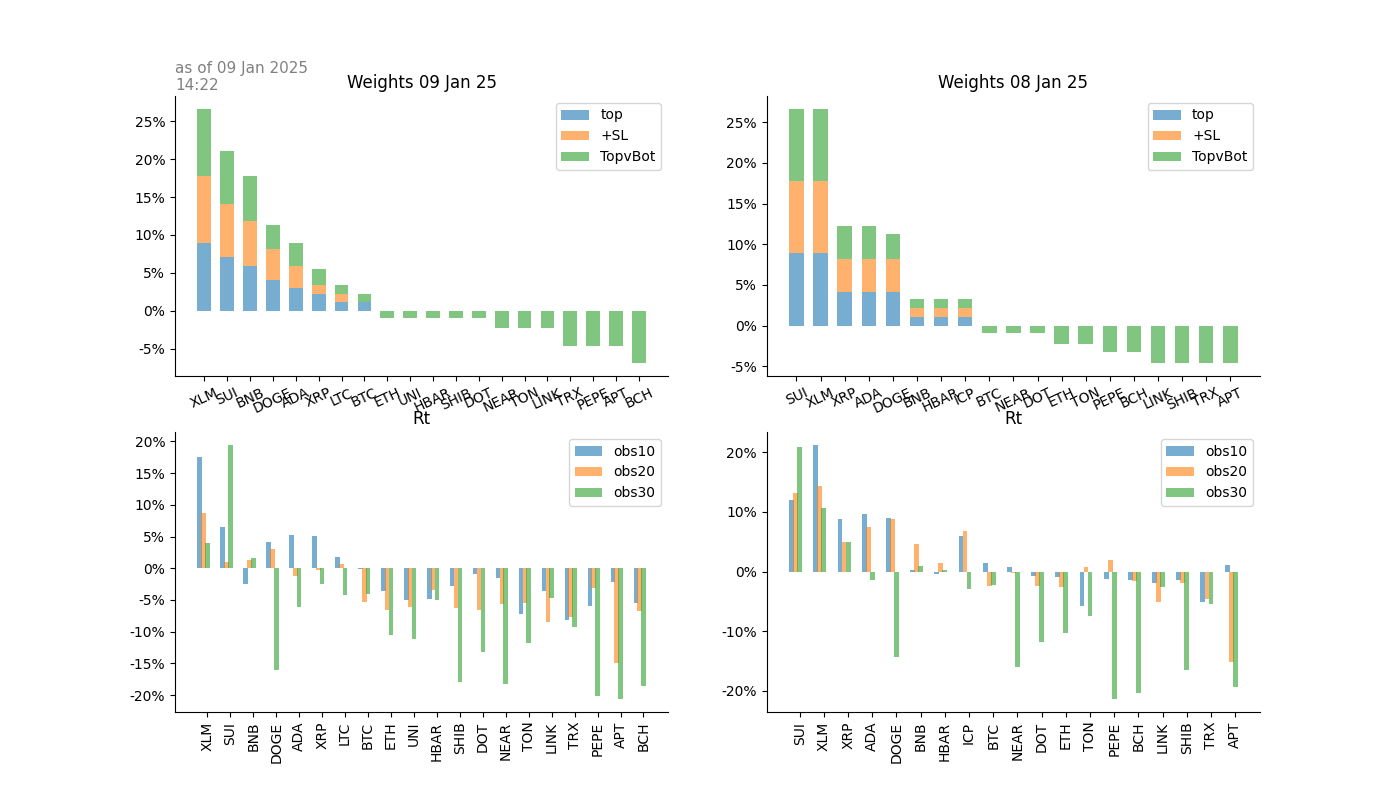 as of 09 Jan 2025
14:22
Weights 09 Jan 25
25%
20%
15%
10%
5%
0%
-5%
top
+SL
TopvBot
XLM SUI BNB DOGE ADA XRP LTC BTC ETH UNI HBAR SHIB DOT NEAR TON LINK TRX PEPE APT BCH
Weights 08 Jan 25
25%
20%
15%
10%
5%
0%
-5%
top
+SL
TopvBot
SUI XLM XRP ADA DOGE BNB HBAR ICP BTC NEAR DOT ETH TON PEPE BCH LINK SHIB TRX APT
Rt
20%
15%
10%
5%
0%
-5%
-10%
-15%
-20%
obs10
obs20
obs30
XLM SUI BNB DOGE ADA XRP LTC BTC ETH UNI HBAR SHIB DOT NEAR TON LINK TRX PEPE APT BCH
Rt
20%
10%
0%
-10%
-20%
obs10
obs20
obs30
SUI XLM XRP ADA DOGE BNB HBAR ICP BTC NEAR DOT ETH TON PEPE BCH LINK SHIB TRX APT